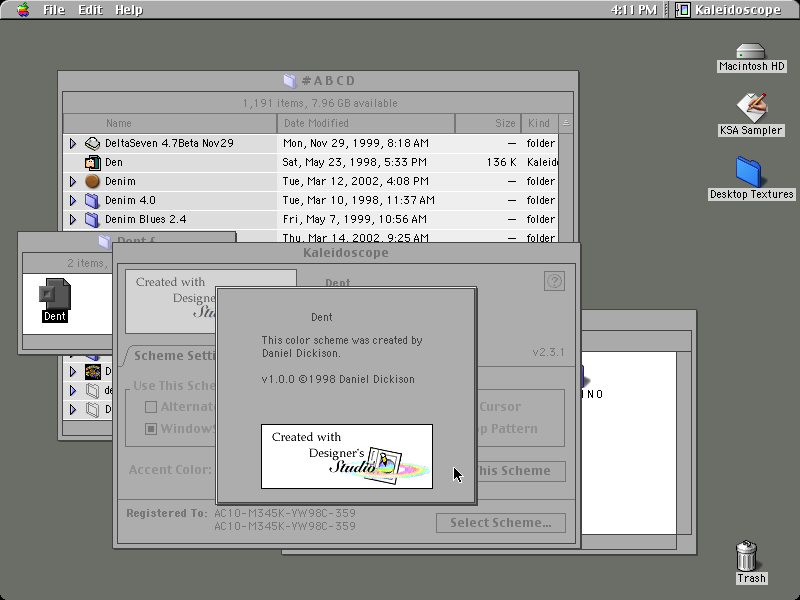 File Edit Help 4:11 PM Kaleidoscope
Macintosh HD
KSA Sampler
Desktop Textures
Trash
#ABCD
1,191 items, 7.96 GB available
Name Date Modified Size Kind
DeltaSeven 4.7Beta Nov29 Mon, Nov 29, 1999, 8:18 AM — folder
Den Sat, May 23, 1998, 5:33 PM 136 K Kaleid
Denim Tue, Mar 12, 2002, 4:08 PM — folder
Denim 4.0 Tue, Mar 10, 1998, 11:37 AM — folder
Denim Blues 2.4 Fri, May 7, 1999, 10:56 AM — folder
Thu, Mar 14, 2002, 9:25 AM — folder
2 items,
Dent
D
de
D
Kaleidoscope
Created with
Designe
Dent
v2.3.1
Scheme Setti
Use This Sche
Alternat
Window
Cursor
Pattern
Accent Color:
his Scheme
Registered To: AC10-M345K-YW98C-359
AC10-M345K-YW98C-359
Select Scheme...
Dent
This color scheme was created by
Daniel Dickison.
v1.0.0 ©1998 Daniel Dickison
Created with
Designer's
Studio
INO